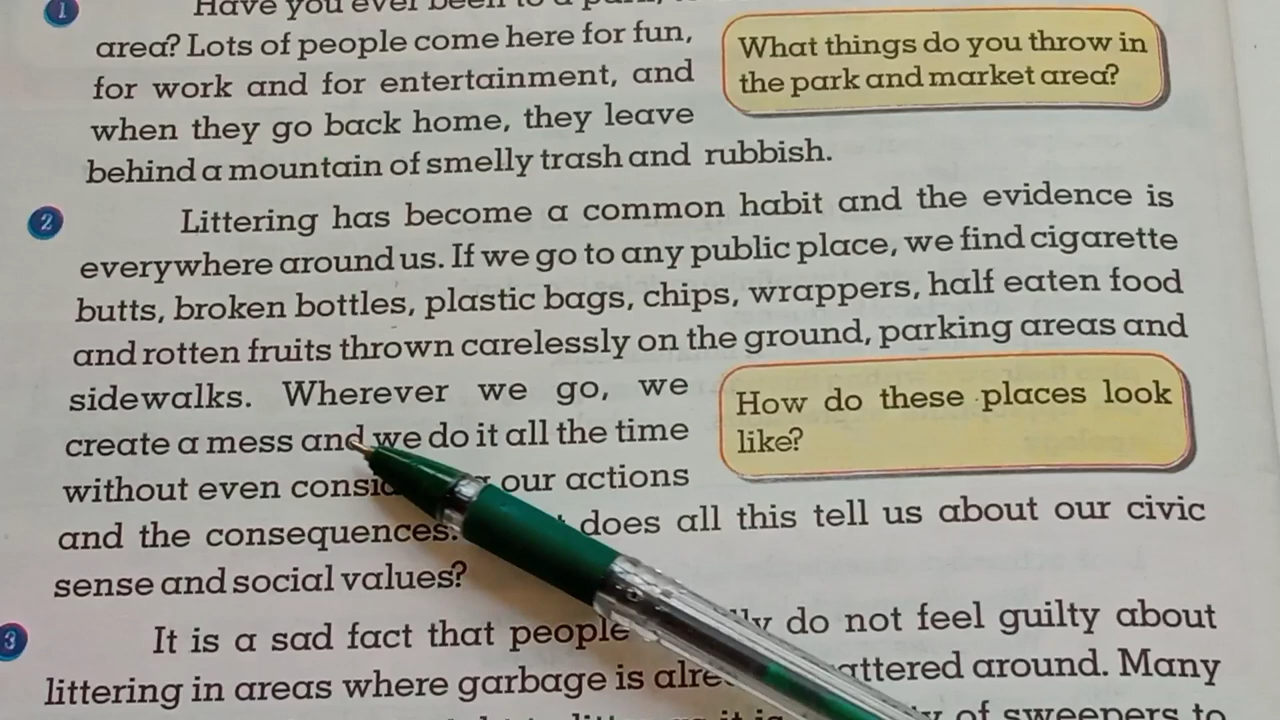 1
Have you ever been to a park,
area? Lots of people come here for fun,
for work and for entertainment, and
when they go back home, they leave
behind a mountain of smelly trash and rubbish.
What things do you throw in
the park and market area?
2
Littering has become a common habit and the evidence is
everywhere around us. If we go to any public place, we find cigarette
butts, broken bottles, plastic bags, chips, wrappers, half eaten food
and rotten fruits thrown carelessly on the ground, parking areas and
sidewalks. Wherever we go, we
create a mess and we do it all the time
without even our actions
and the consequences. does all this tell us about our civic
sense and social values?
How do these places look
like?
3
It is a sad fact that people do not feel guilty about
littering in areas where garbage is around. Many
of sweepers to